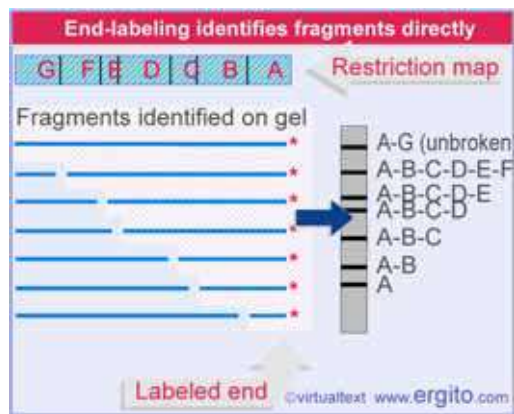 End-labeling identifies fragments directly
G F E D C B A
Restriction map
Fragments identified on gel
*
*
*
*
*
*
*
A-G (unbroken
A-B-C-D-E-F
A-B-C-D-E
A-B-C-D
A-B-C
A-B
A
Labeled end
©virtualtext www.ergito.com